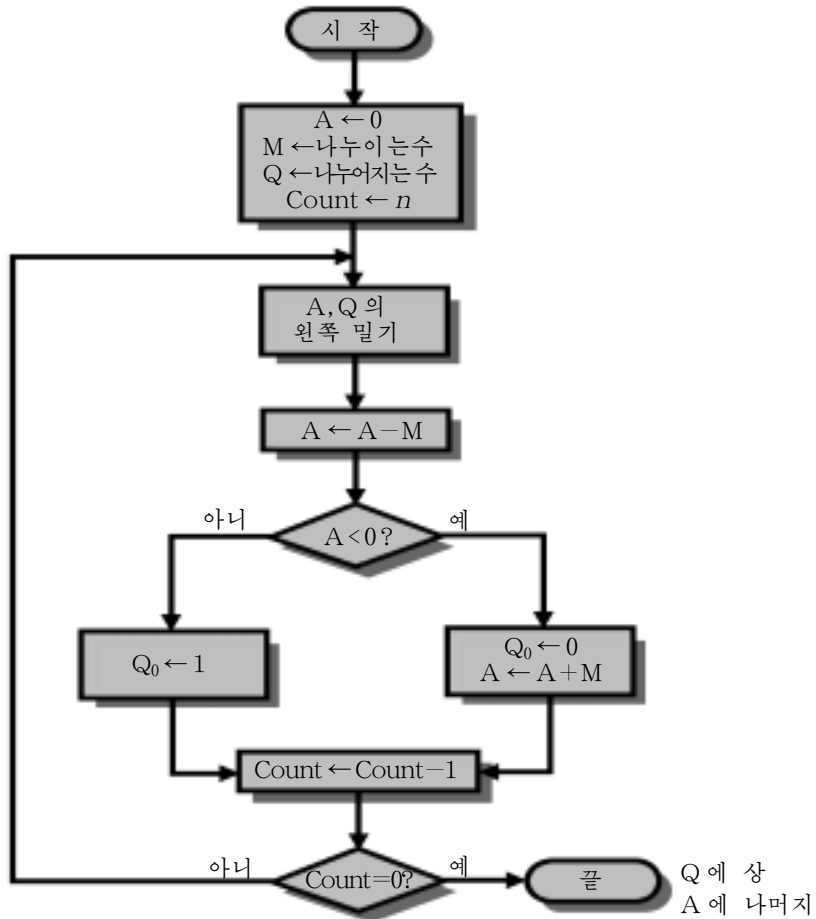 시 작
A ← 0
M ← 나누이는수
Q ← 나누어지는수
Count ← n
A, Q 의
왼쪽 밀기
A ← A − M
아니
A < 0 ?
예
Q₀ ← 1
Q₀ ← 0
A ← A + M
Count ← Count − 1
아니
Count=0?
예
끝
Q 에 상
A 에 나머지